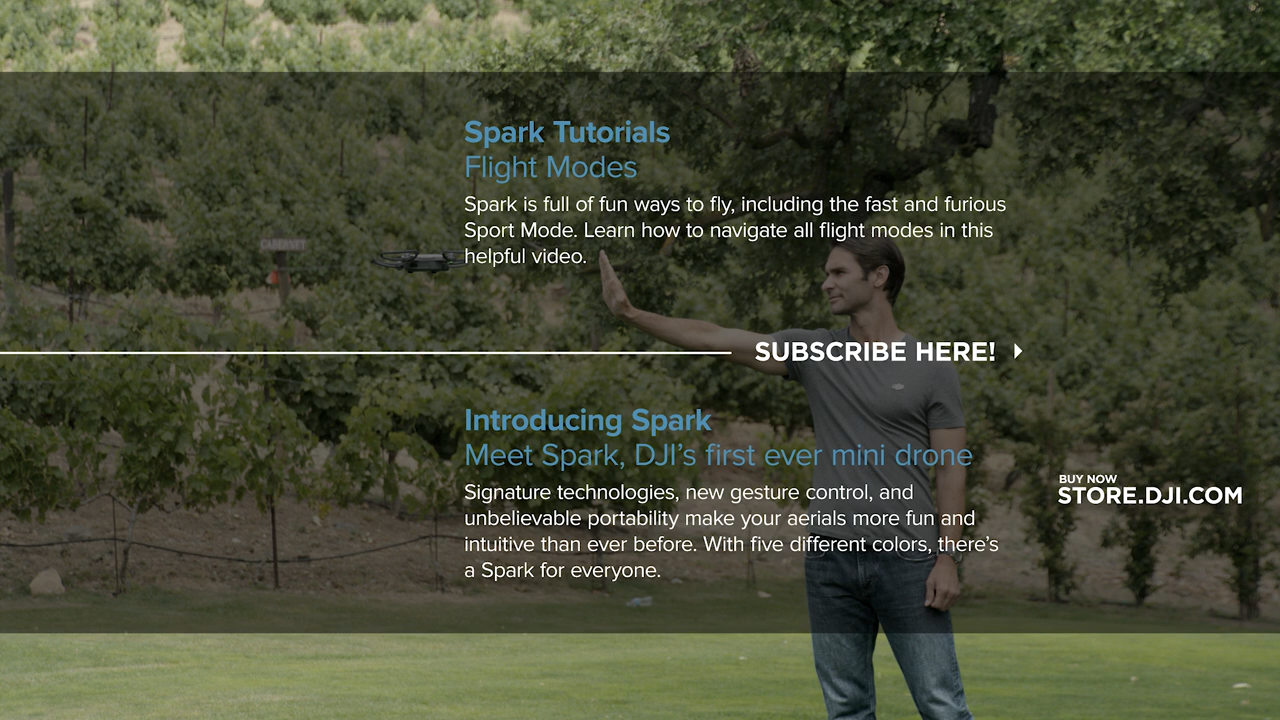 Spark Tutorials
Flight Modes
Spark is full of fun ways to fly, including the fast and furious
Sport Mode. Learn how to navigate all flight modes in this
helpful video.
CABERNET
SUBSCRIBE HERE!
Introducing Spark
Meet Spark, DJI’s first ever mini drone
Signature technologies, new gesture control, and
unbelievable portability make your aerials more fun and
intuitive than ever before. With five different colors, there’s
a Spark for everyone.
BUY NOW
STORE.DJI.COM